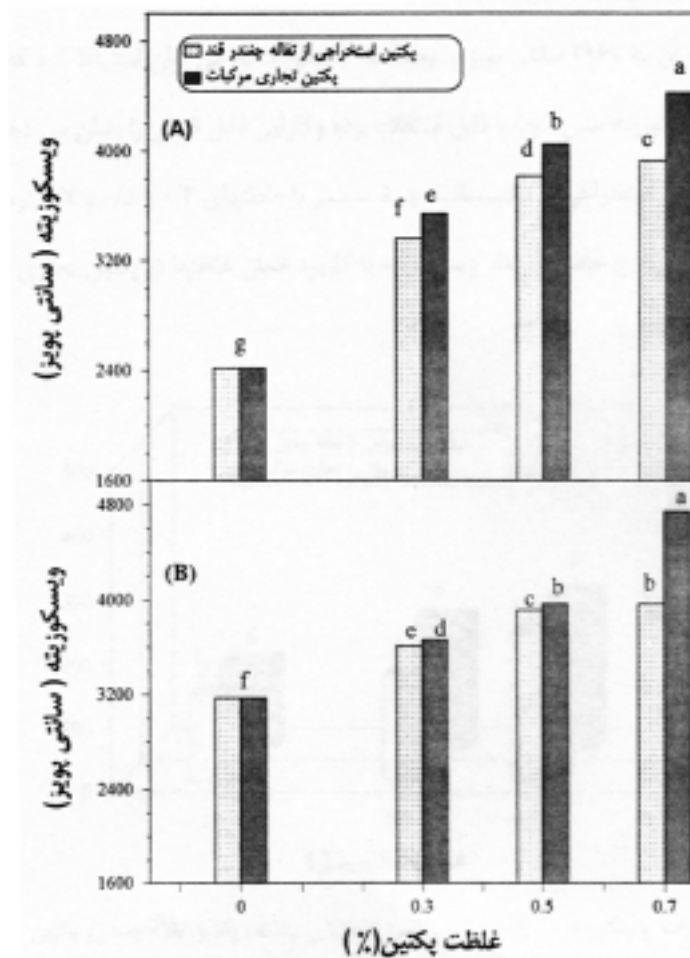 4800
پکتین استخراجی از تفاله چغندر قند
پکتین تجاری مرکبات
(A)
a
b
d
c
4000
f
e
3200
g
2400
1600
ویسکوزیته ( سانتی پویز)
4800
a
(B)
4000
c
b
b
e
d
f
3200
2400
1600
ویسکوزیته ( سانتی پویز)
0
0.3
0.5
0.7
غلظت پکتین(٪)